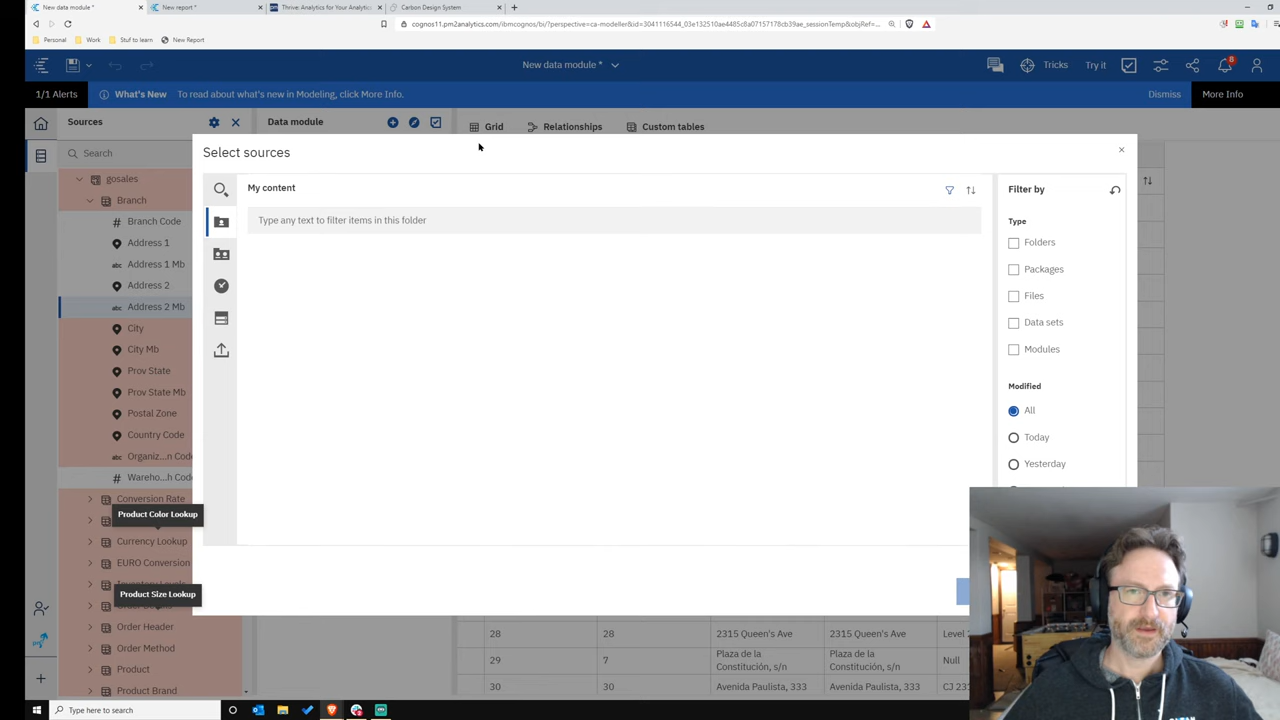 New data module *
New report *
Thrive: Analytics for Your Analytics
Carbon Design System
cognos11.pm2analytics.com/ibmcognos/bi/?perspective=ca-modeller&id=3041116544_03e132510ae4485c8a07157178cb39ae_sessionTemp&objRef=...
Personal
Work
Stuf to learn
New Report
New data module *
Tricks
Try it
8
1/1 Alerts
What's New
To read about what's new in Modeling, click More Info.
Dismiss
More Info
Sources
Data module
Grid
Relationships
Custom tables
Search
gosales
Branch
Branch Code
Address 1
abc Address 1 Mb
Address 2
abc Address 2 Mb
City
City Mb
Prov State
Prov State Mb
Postal Zone
Country Code
abc Organiz...n Code
Wareho...h Code
Conversion Rate
Product Color Lookup
Currency Lookup
EURO Conversion
Inventory Levels
Product Size Lookup
Order Details
Order Header
Order Method
Product
Product Brand
Select sources
My content
Type any text to filter items in this folder
Filter by
Type
Folders
Packages
Files
Data sets
Modules
Modified
All
Today
Yesterday
28 28 2315 Queen's Ave 2315 Queen's Ave Level
29 7 Plaza de la Constitución, s/n Plaza de la Constitución, s/n Null
30 30 Avenida Paulista, 333 Avenida Paulista, 333 CJ 23
Type here to search